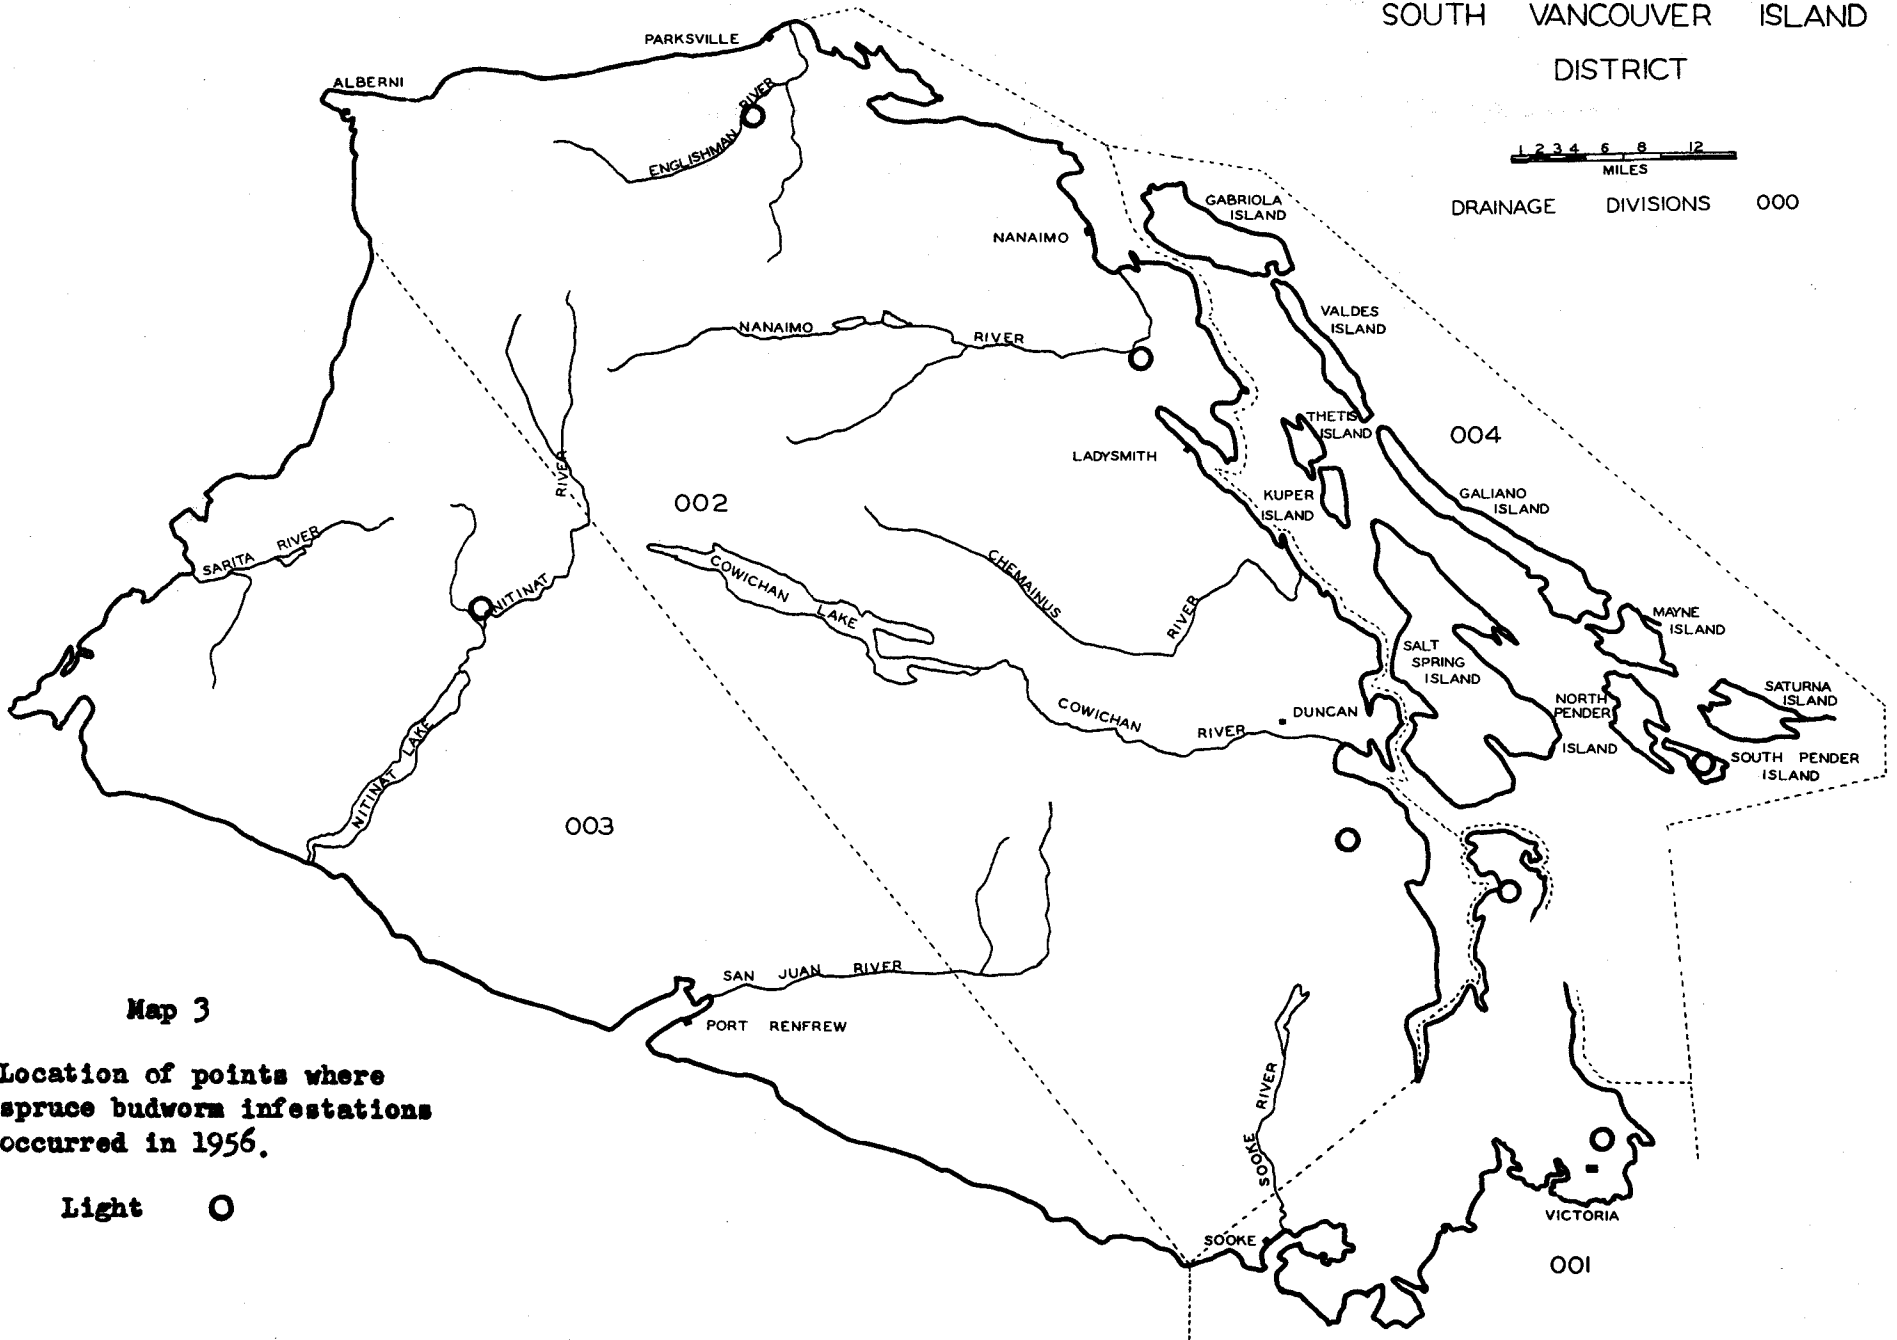 SOUTH VANCOUVER ISLAND
DISTRICT
1 2 3 4 6 8 12
MILES
DRAINAGE DIVISIONS 000
PARKSVILLE
ALBERNI
ENGLISHMAN RIVER
GABRIOLA
ISLAND
NANAIMO
VALDES
ISLAND
NANAIMO RIVER
THETIS
ISLAND
004
LADYSMITH
RIVER
002
KUPER
ISLAND
GALIANO
ISLAND
SARITA RIVER
NITINAT
COWICHAN LAKE
CHEMAINUS RIVER
MAYNE
ISLAND
SALT
SPRING
ISLAND
SATURNA
ISLAND
NORTH
PENDER
ISLAND
COWICHAN RIVER
DUNCAN
SOUTH PENDER
ISLAND
NITINAT LAKE
003
SAN JUAN RIVER
PORT RENFREW
SOOKE RIVER
SOOKE
VICTORIA
001
Map 3
Location of points where
spruce budworm infestations
occurred in 1956.
Light